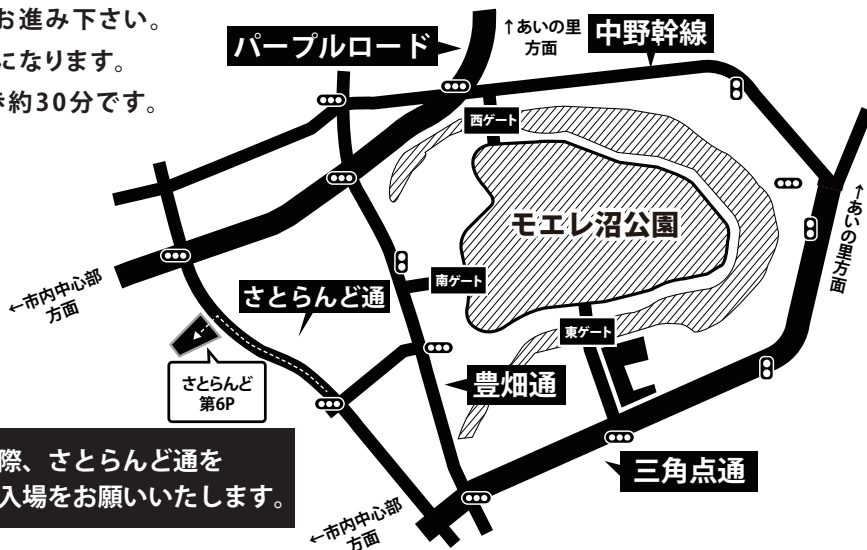 お進み下さい。
になります。
歩約30分です。
パープルロード
↑あいの里
方面
中野幹線
西ゲート
モエレ沼公園
↑あいの里方面
←市内中心部
方面
さとらんど通
南ゲート
東ゲート
さとらんど
第6P
豊畑通
際、さとらんど通を
入場をお願いいたします。
三角点通
←市内中心部
方面